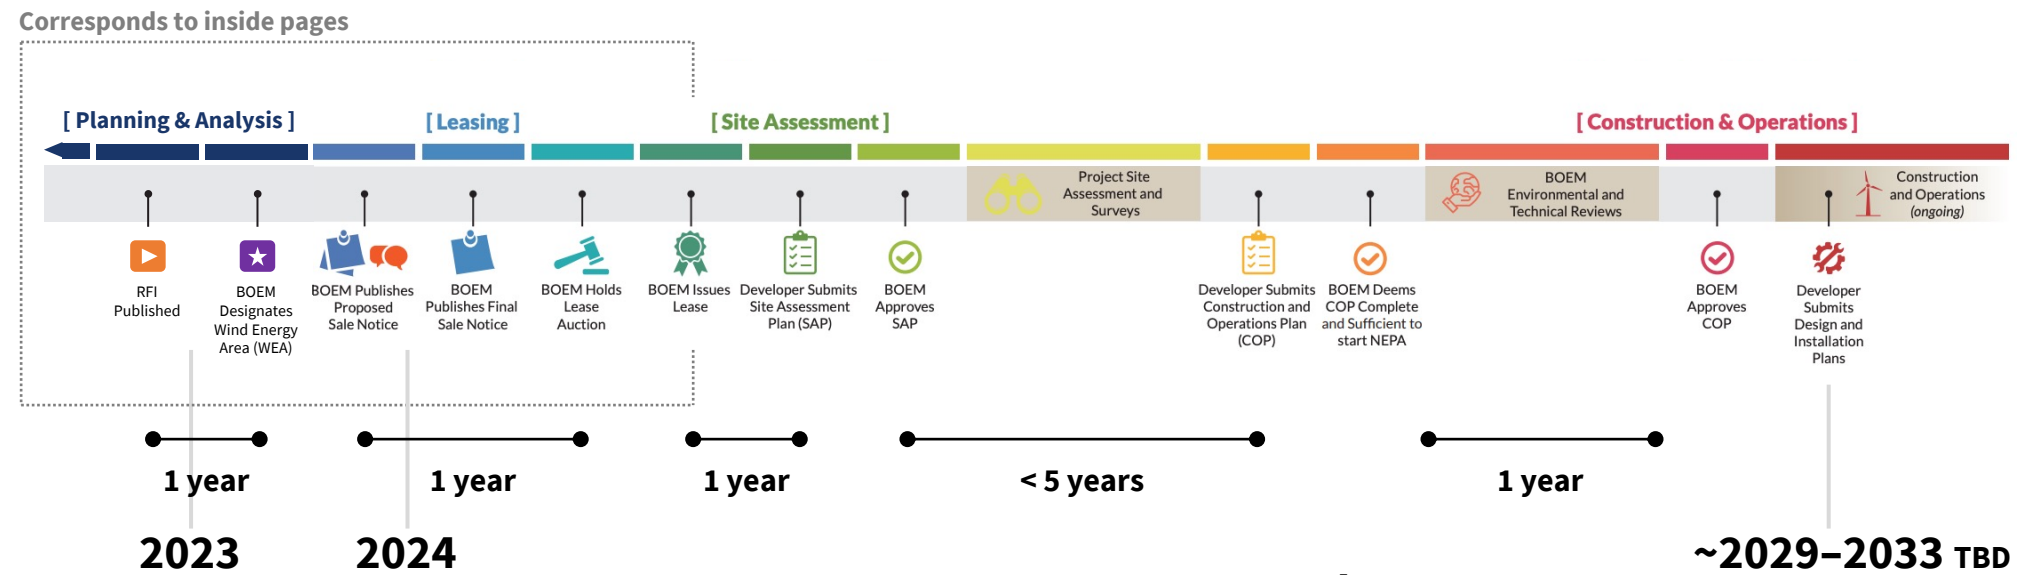 Corresponds to inside pages
[ Planning & Analysis ]
[ Leasing ]
[ Site Assessment ]
[ Construction & Operations ]
Project Site
Assessment and
Surveys
BOEM
Environmental and
Technical Reviews
Construction
and Operations
(ongoing)
RFI
Published
BOEM
Designates
Wind Energy
Area (WEA)
BOEM Publishes
Proposed
Sale Notice
BOEM
Publishes Final
Sale Notice
BOEM Holds
Lease
Auction
BOEM Issues
Lease
Developer Submits
Site Assessment
Plan (SAP)
BOEM
Approves
SAP
Developer Submits
Construction and
Operations Plan
(COP)
BOEM Deems
COP Complete
and Sufficient to
start NEPA
BOEM
Approves
COP
Developer
Submits
Design and
Installation
Plans
1 year
1 year
1 year
< 5 years
1 year
2023
2024
~2029–2033 TBD